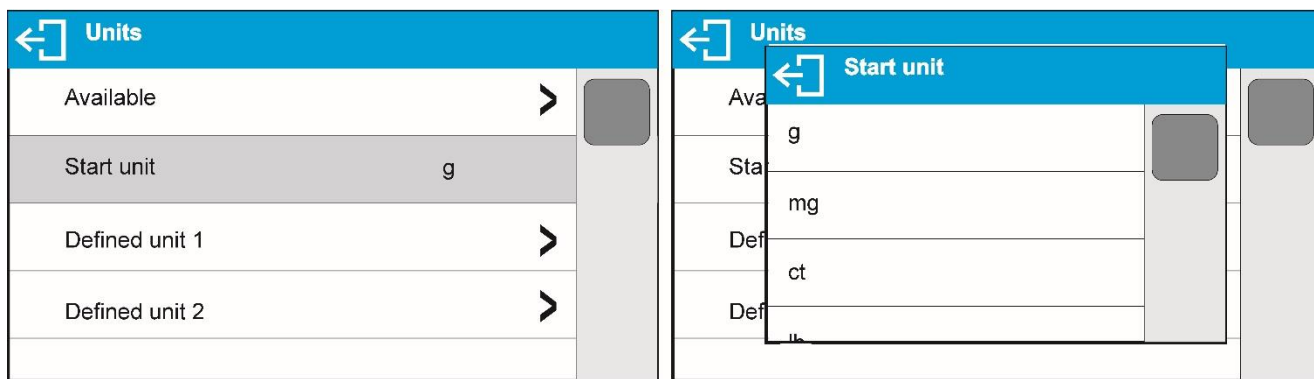 Units
Available
Start unit g
Defined unit 1
Defined unit 2
Units
Start unit
Ava
g
Sta
mg
Def
ct
Def
lb